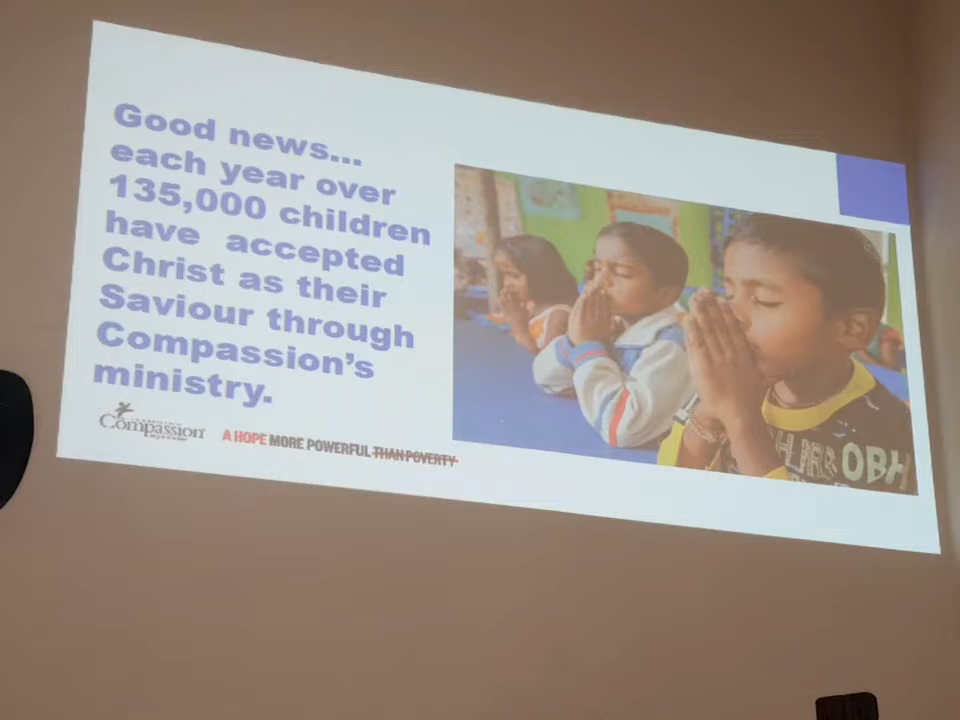 Good news...
each year over
135,000 children
have accepted
Christ as their
Saviour through
Compassion's
ministry.
Compassion
A HOPE MORE POWERFUL THAN POVERTY
OBH